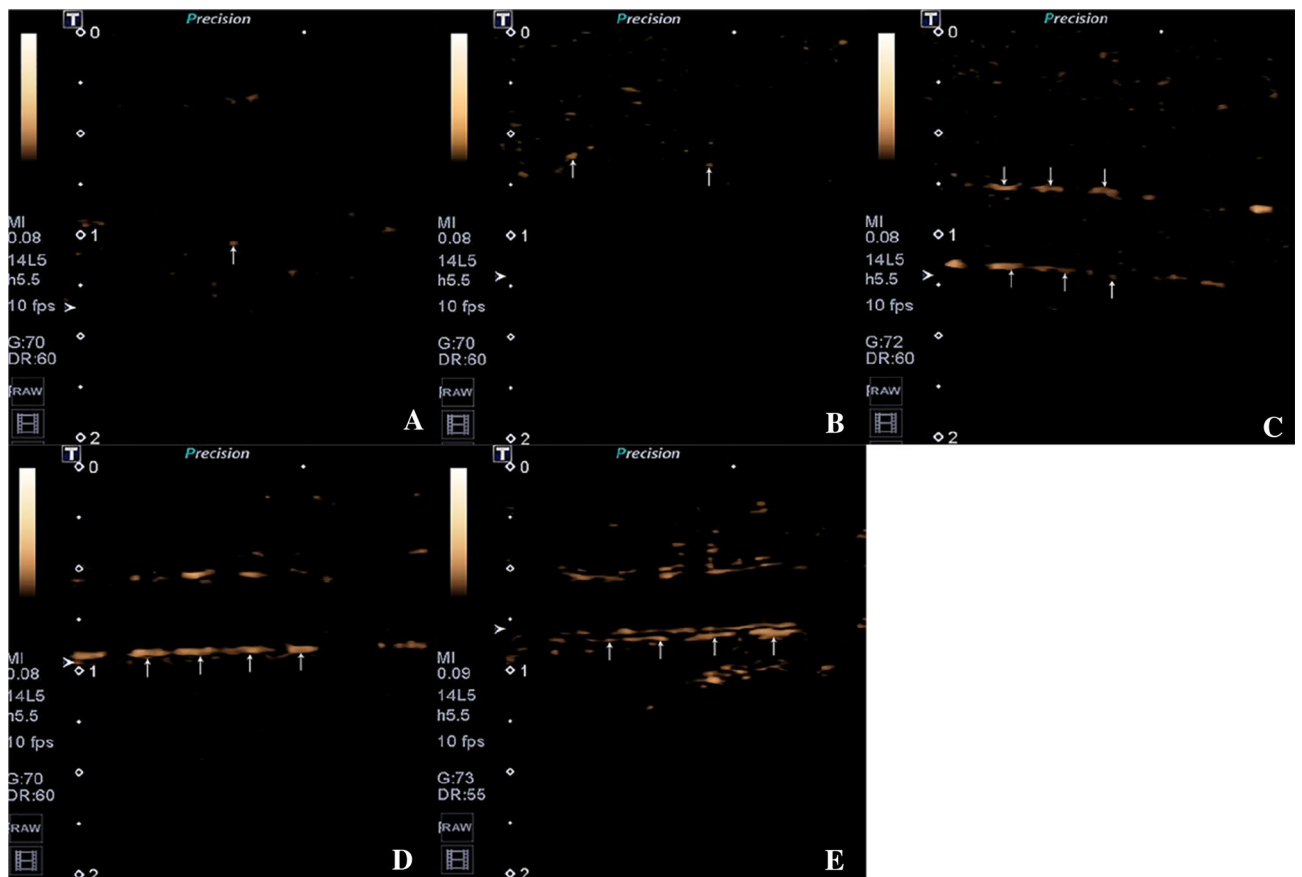 T Precision
0
1
2
MI
0.08
14L5
h5.5
10 fps
G:70
DR:60
RAW
A
T Precision
0
1
2
MI
0.08
14L5
h5.5
10 fps
G:70
DR:60
RAW
B
T Precision
0
1
2
MI
0.08
14L5
h5.5
10 fps
G:72
DR:60
RAW
C
T Precision
0
1
2
MI
0.08
14L5
h5.5
10 fps
G:70
DR:60
RAW
D
T Precision
0
1
2
MI
0.09
14L5
h5.5
10 fps
G:73
DR:55
RAW
E